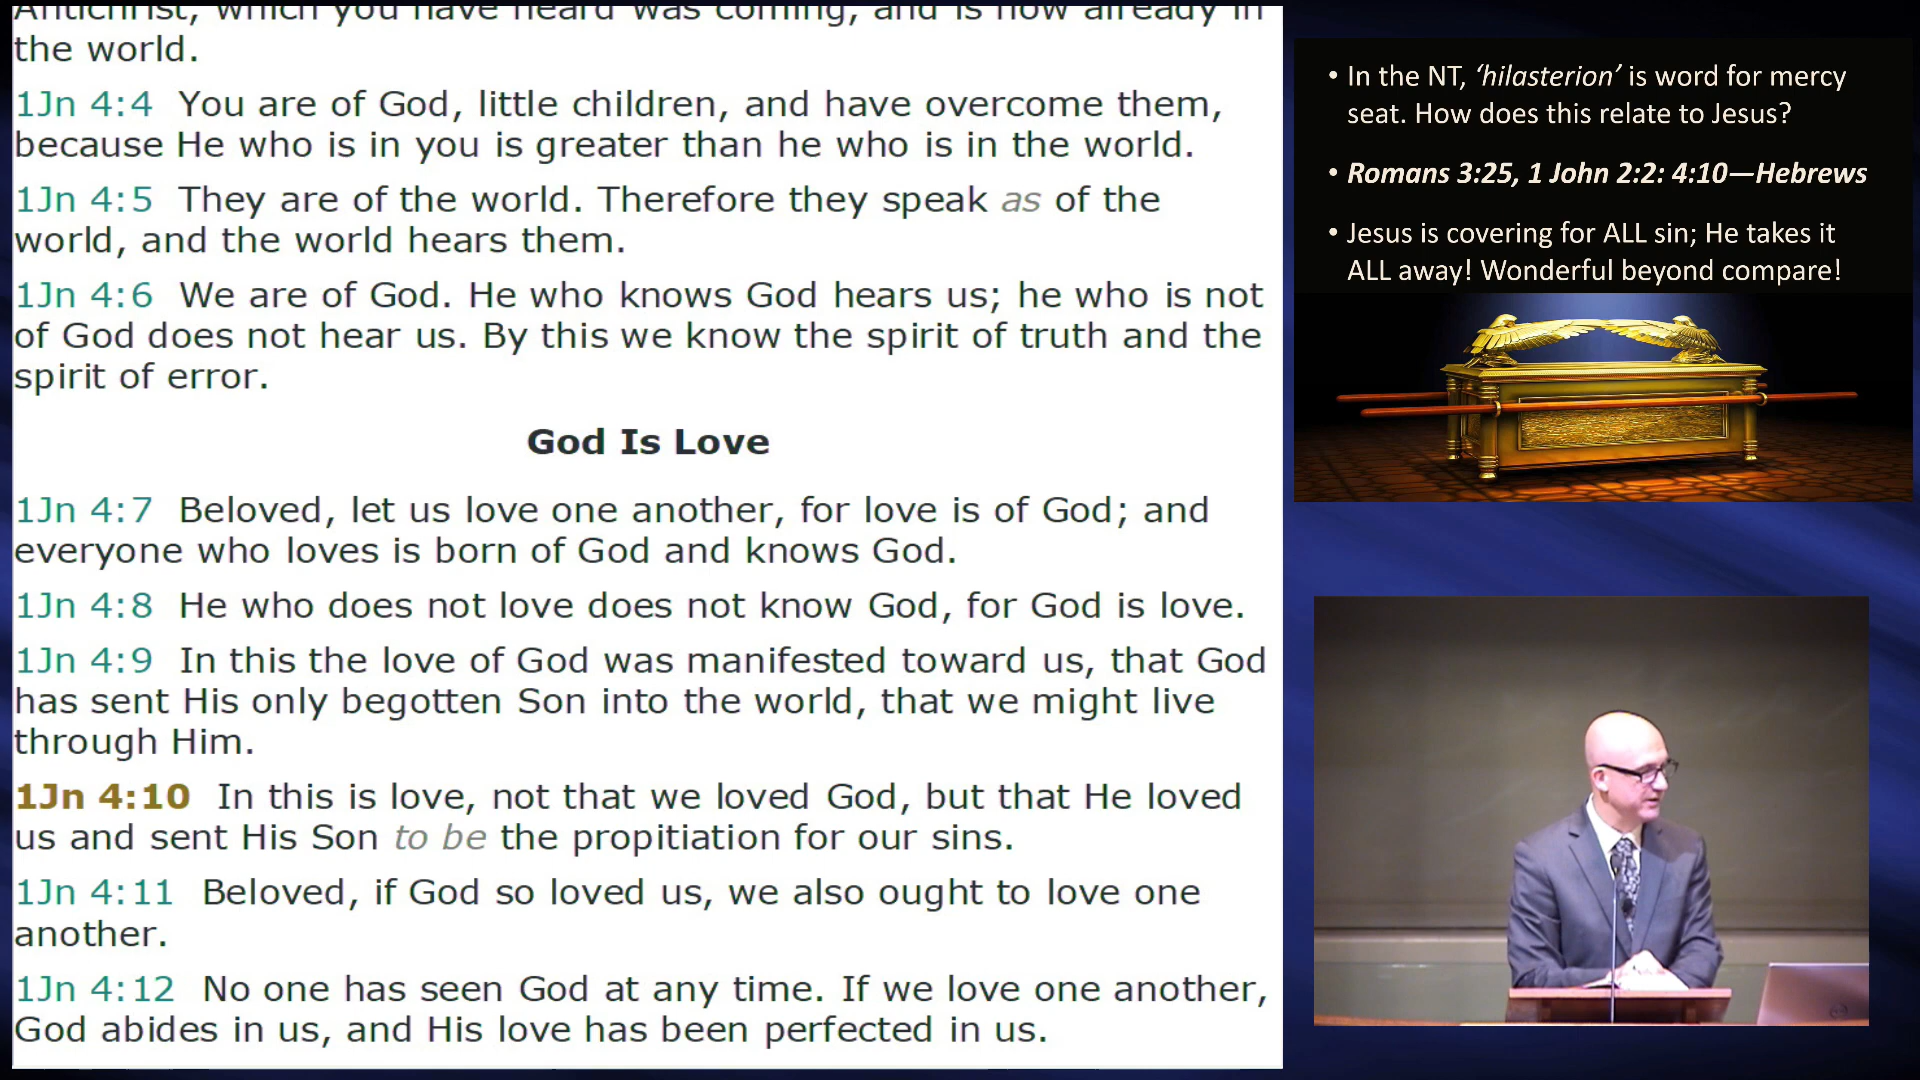 Antichrist, which you have heard was coming, and is now already in
the world.
1Jn 4:4 You are of God, little children, and have overcome them,
because He who is in you is greater than he who is in the world.
1Jn 4:5 They are of the world. Therefore they speak as of the
world, and the world hears them.
1Jn 4:6 We are of God. He who knows God hears us; he who is not
of God does not hear us. By this we know the spirit of truth and the
spirit of error.
God Is Love
1Jn 4:7 Beloved, let us love one another, for love is of God; and
everyone who loves is born of God and knows God.
1Jn 4:8 He who does not love does not know God, for God is love.
1Jn 4:9 In this the love of God was manifested toward us, that God
has sent His only begotten Son into the world, that we might live
through Him.
1Jn 4:10 In this is love, not that we loved God, but that He loved
us and sent His Son to be the propitiation for our sins.
1Jn 4:11 Beloved, if God so loved us, we also ought to love one
another.
1Jn 4:12 No one has seen God at any time. If we love one another,
God abides in us, and His love has been perfected in us.
• In the NT, ‘hilasterion’ is word for mercy
seat. How does this relate to Jesus?
• Romans 3:25, 1 John 2:2: 4:10—Hebrews
• Jesus is covering for ALL sin; He takes it
ALL away! Wonderful beyond compare!